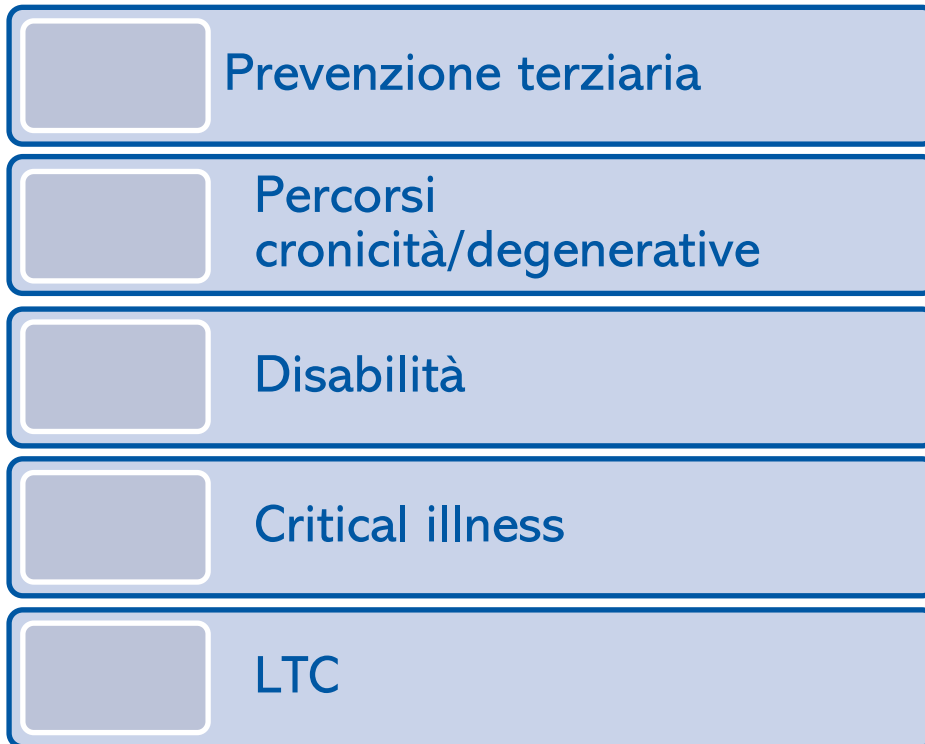 Prevenzione terziaria
Percorsi
cronicità/degenerative
Disabilità
Critical illness
LTC